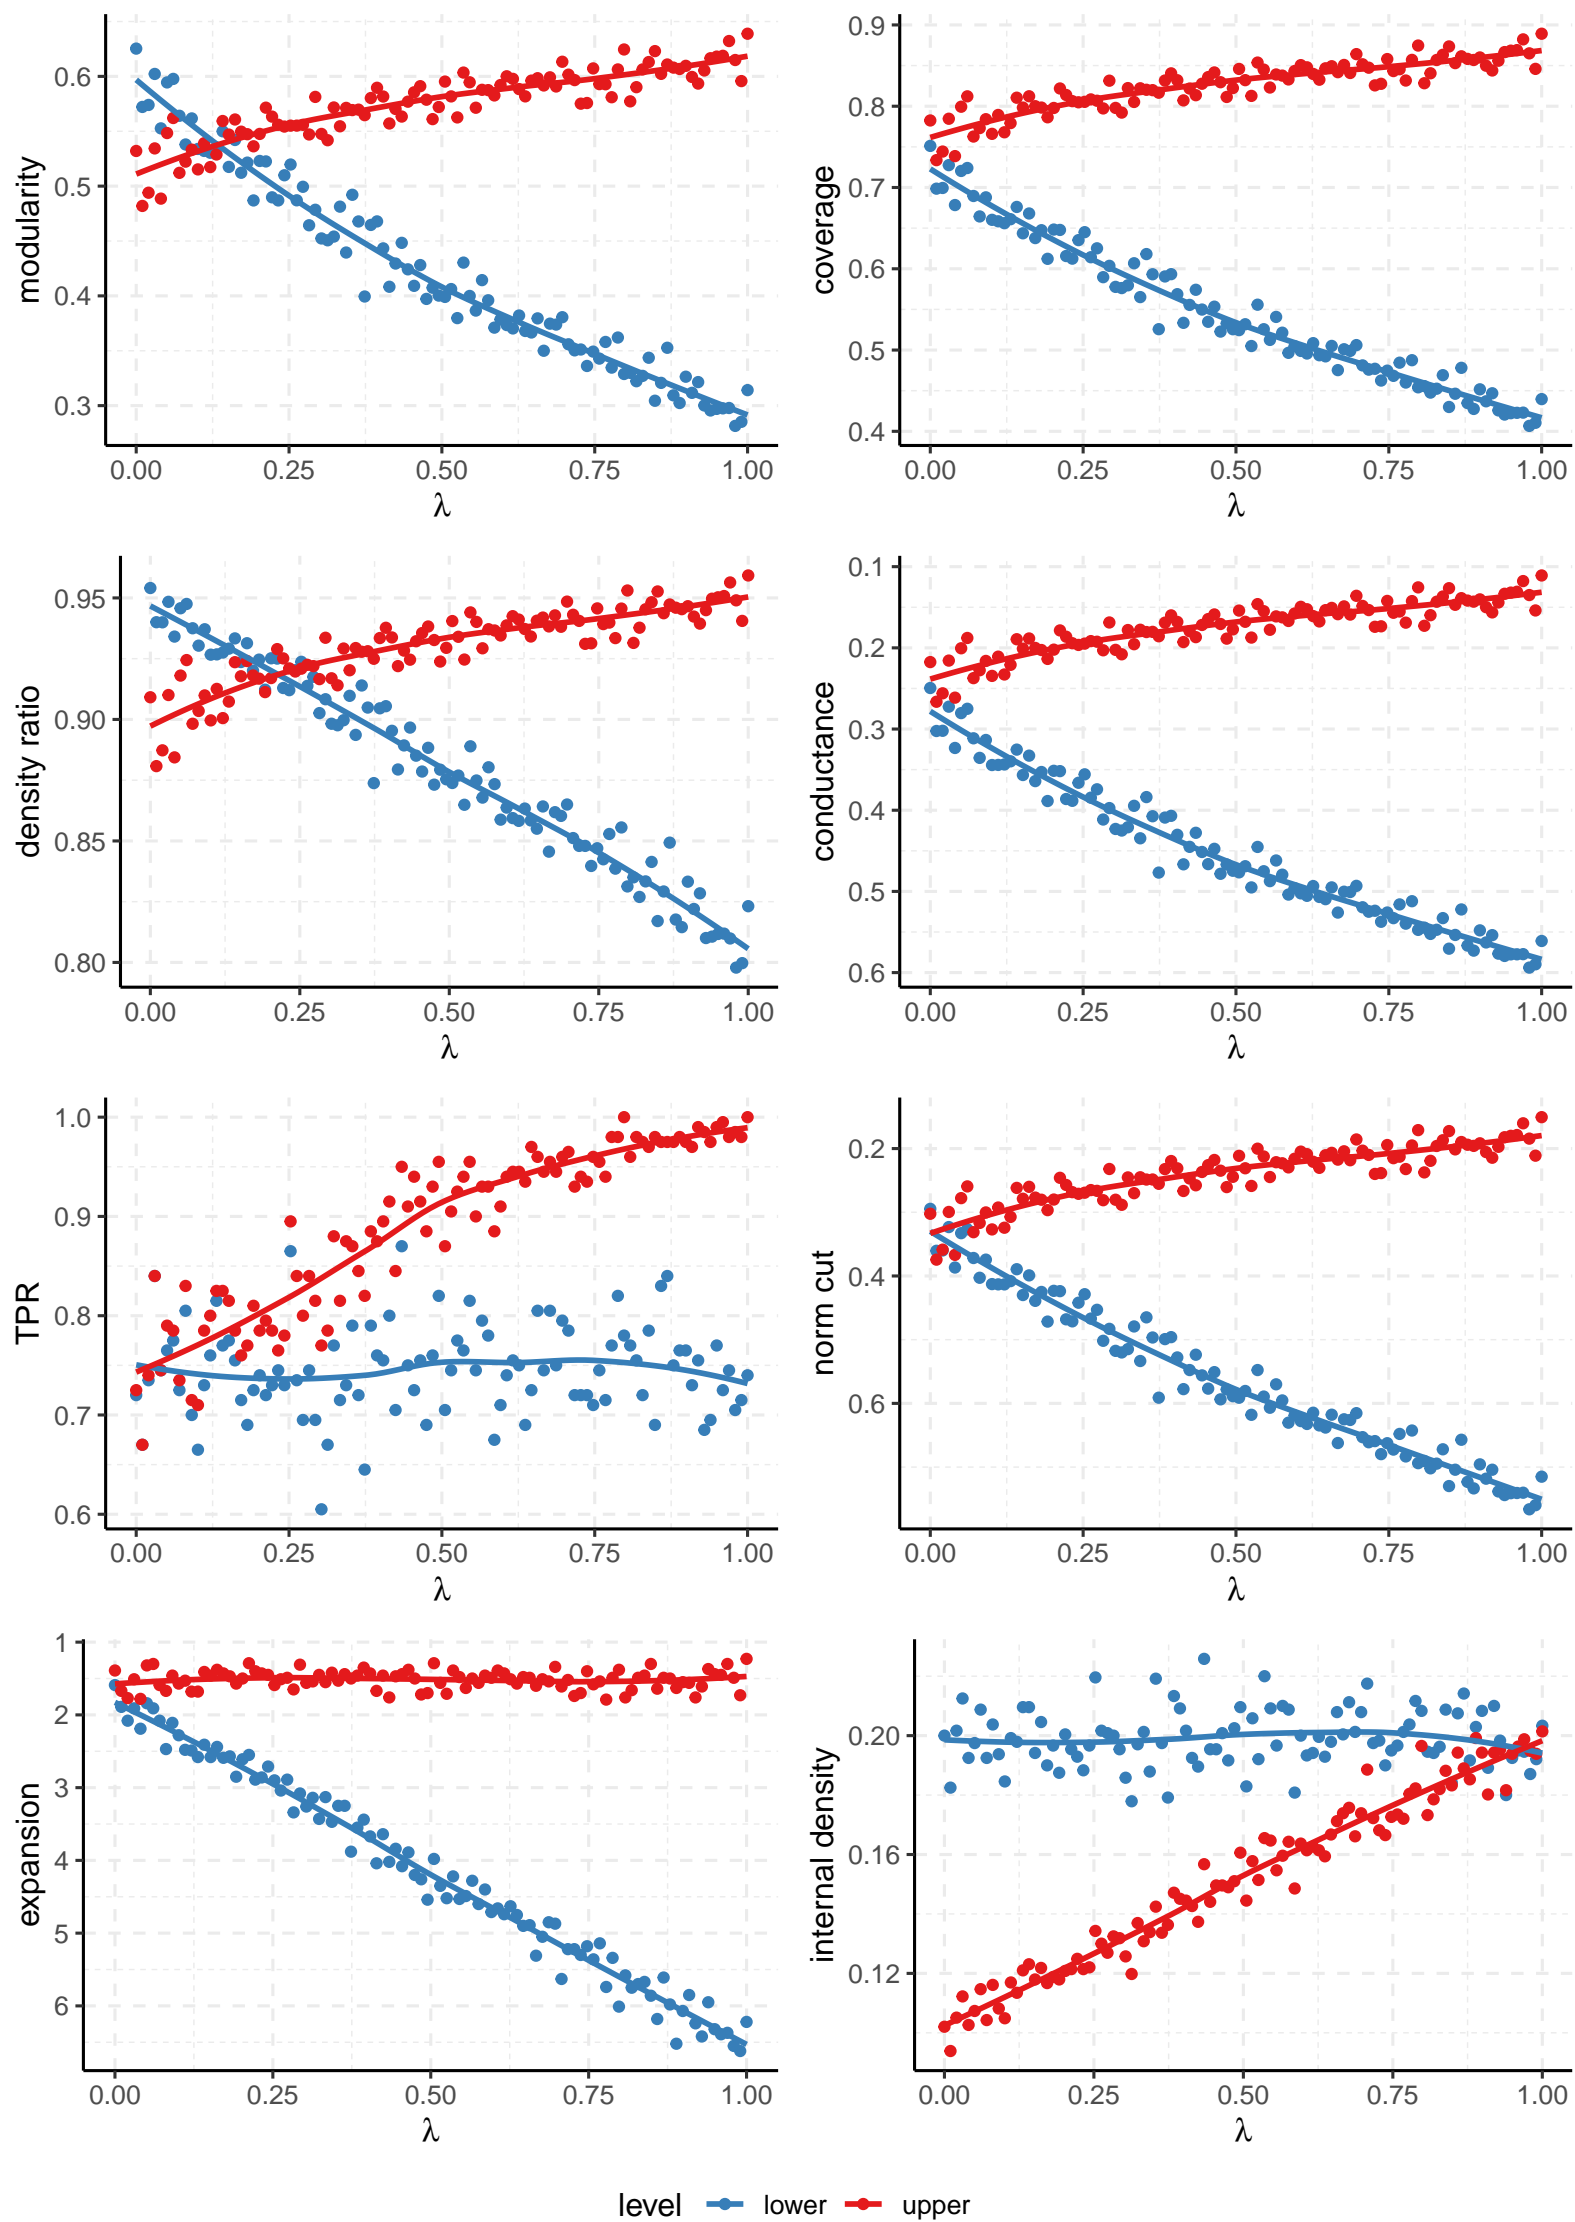 modularity
0.6
0.5
0.4
0.3
0.00 0.25 0.50 0.75 1.00
λ
coverage
0.9
0.8
0.7
0.6
0.5
0.4
0.00 0.25 0.50 0.75 1.00
λ
density ratio
0.95
0.90
0.85
0.80
0.00 0.25 0.50 0.75 1.00
λ
conductance
0.1
0.2
0.3
0.4
0.5
0.6
0.00 0.25 0.50 0.75 1.00
λ
TPR
1.0
0.9
0.8
0.7
0.6
0.00 0.25 0.50 0.75 1.00
λ
norm cut
0.2
0.4
0.6
0.00 0.25 0.50 0.75 1.00
λ
expansion
1
2
3
4
5
6
0.00 0.25 0.50 0.75 1.00
λ
internal density
0.20
0.16
0.12
0.00 0.25 0.50 0.75 1.00
λ
level lower upper